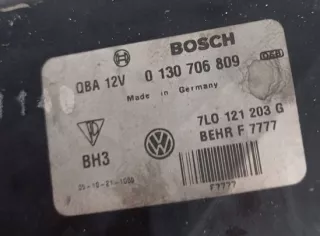 BOSCH
QBA 12V 0 130 706 809
Made in Germany
7L0 121 203 G
BEHR F 7777
BH3
F7777